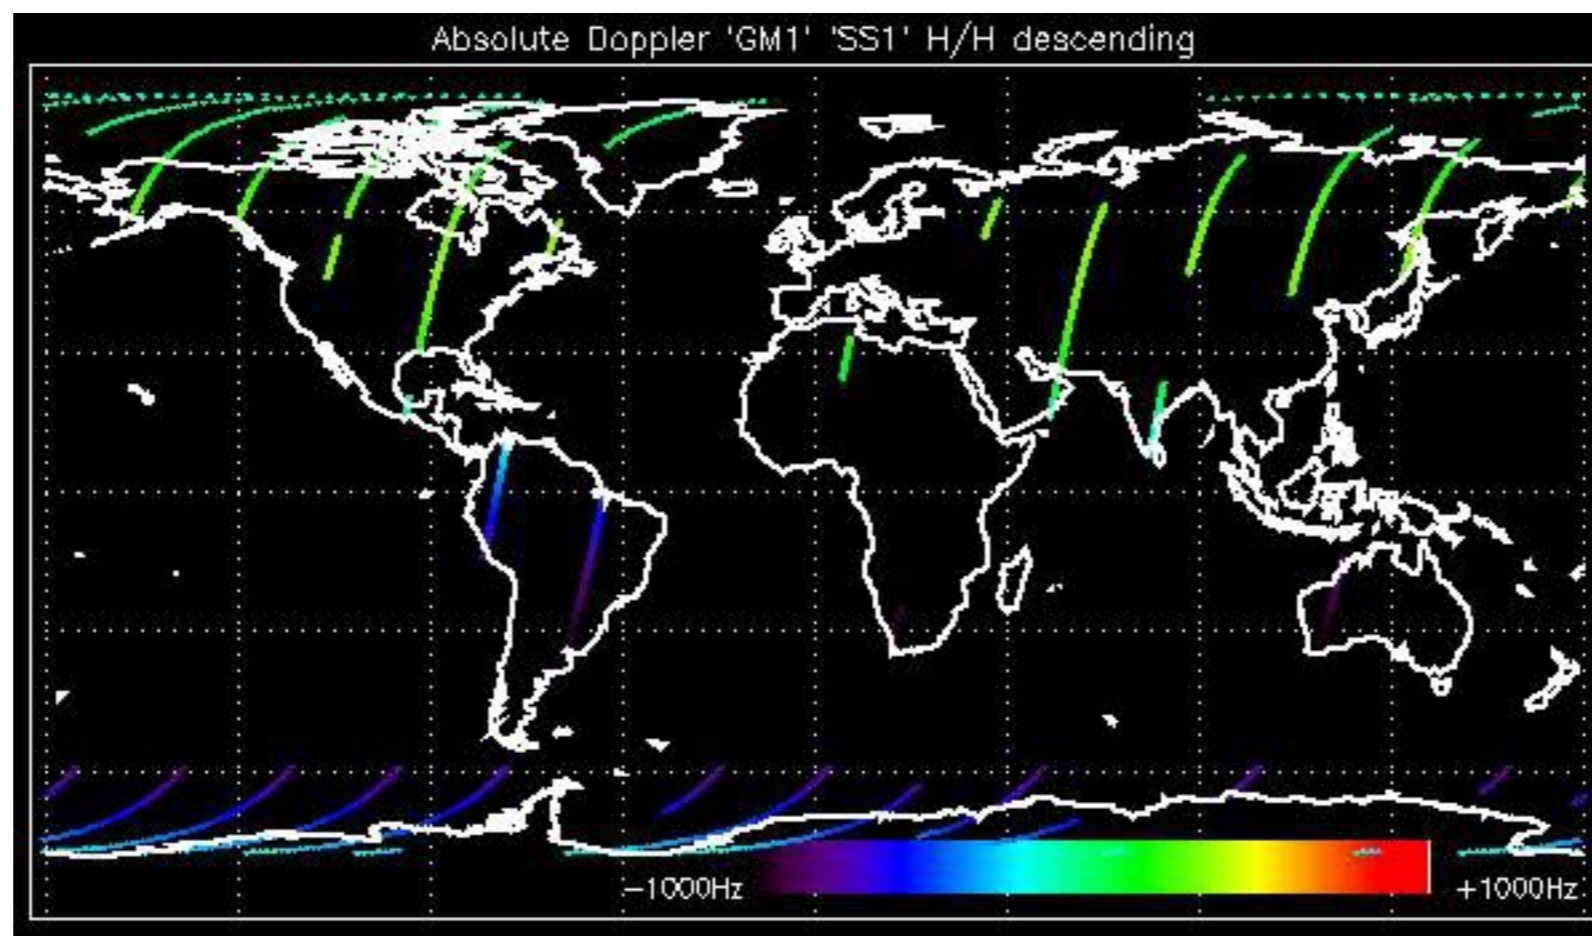 Absolute Doppler 'GM1' 'SS1' H/H descending
-1000Hz +1000Hz